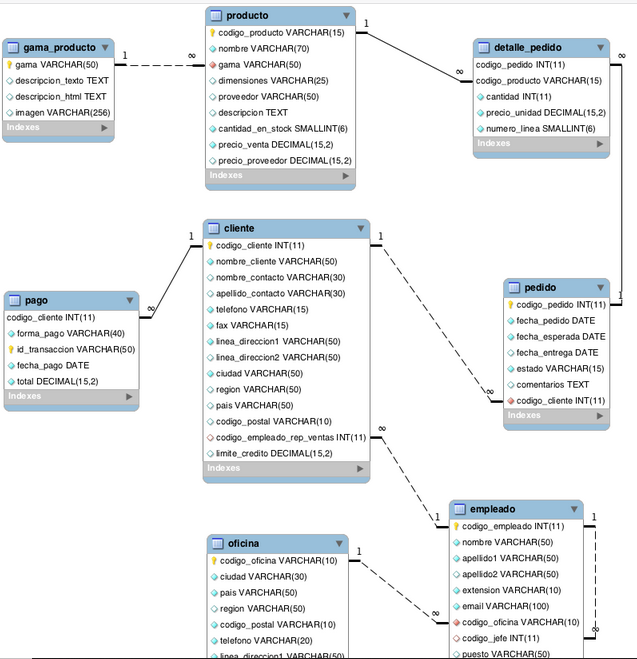 gama_producto
gama VARCHAR(50)
descripcion_texto TEXT
descripcion_html TEXT
imagen VARCHAR(256)
Indexes
1
∞
producto
codigo_producto VARCHAR(15)
nombre VARCHAR(70)
gama VARCHAR(50)
dimensiones VARCHAR(25)
proveedor VARCHAR(50)
descripcion TEXT
cantidad_en_stock SMALLINT(6)
precio_venta DECIMAL(15,2)
precio_proveedor DECIMAL(15,2)
Indexes
1
∞
detalle_pedido
codigo_pedido INT(11)
codigo_producto VARCHAR(15)
cantidad INT(11)
precio_unidad DECIMAL(15,2)
numero_linea SMALLINT(6)
Indexes
∞
1
pago
codigo_cliente INT(11)
forma_pago VARCHAR(40)
id_transaccion VARCHAR(50)
fecha_pago DATE
total DECIMAL(15,2)
Indexes
∞
1
cliente
codigo_cliente INT(11)
nombre_cliente VARCHAR(50)
nombre_contacto VARCHAR(30)
apellido_contacto VARCHAR(30)
telefono VARCHAR(15)
fax VARCHAR(15)
linea_direccion1 VARCHAR(50)
linea_direccion2 VARCHAR(50)
ciudad VARCHAR(50)
region VARCHAR(50)
pais VARCHAR(50)
codigo_postal VARCHAR(10)
codigo_empleado_rep_ventas INT(11)
limite_credito DECIMAL(15,2)
Indexes
1
∞
pedido
codigo_pedido INT(11)
fecha_pedido DATE
fecha_esperada DATE
fecha_entrega DATE
estado VARCHAR(15)
comentarios TEXT
codigo_cliente INT(11)
Indexes
∞
1
oficina
codigo_oficina VARCHAR(10)
ciudad VARCHAR(30)
pais VARCHAR(50)
region VARCHAR(50)
codigo_postal VARCHAR(10)
telefono VARCHAR(20)
linea_direccion1 VARCHAR(50)
1
∞
empleado
codigo_empleado INT(11)
nombre VARCHAR(50)
apellido1 VARCHAR(50)
apellido2 VARCHAR(50)
extension VARCHAR(10)
email VARCHAR(100)
codigo_oficina VARCHAR(10)
codigo_jefe INT(11)
puesto VARCHAR(50)
1
∞